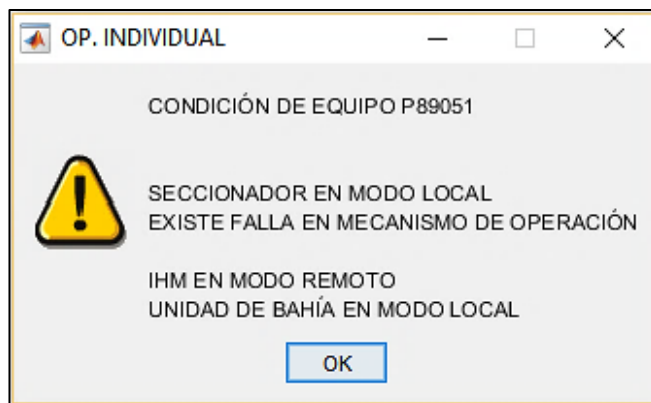 OP. INDIVIDUAL
CONDICIÓN DE EQUIPO P89051
SECCIONADOR EN MODO LOCAL
EXISTE FALLA EN MECANISMO DE OPERACIÓN
IHM EN MODO REMOTO
UNIDAD DE BAHÍA EN MODO LOCAL
OK